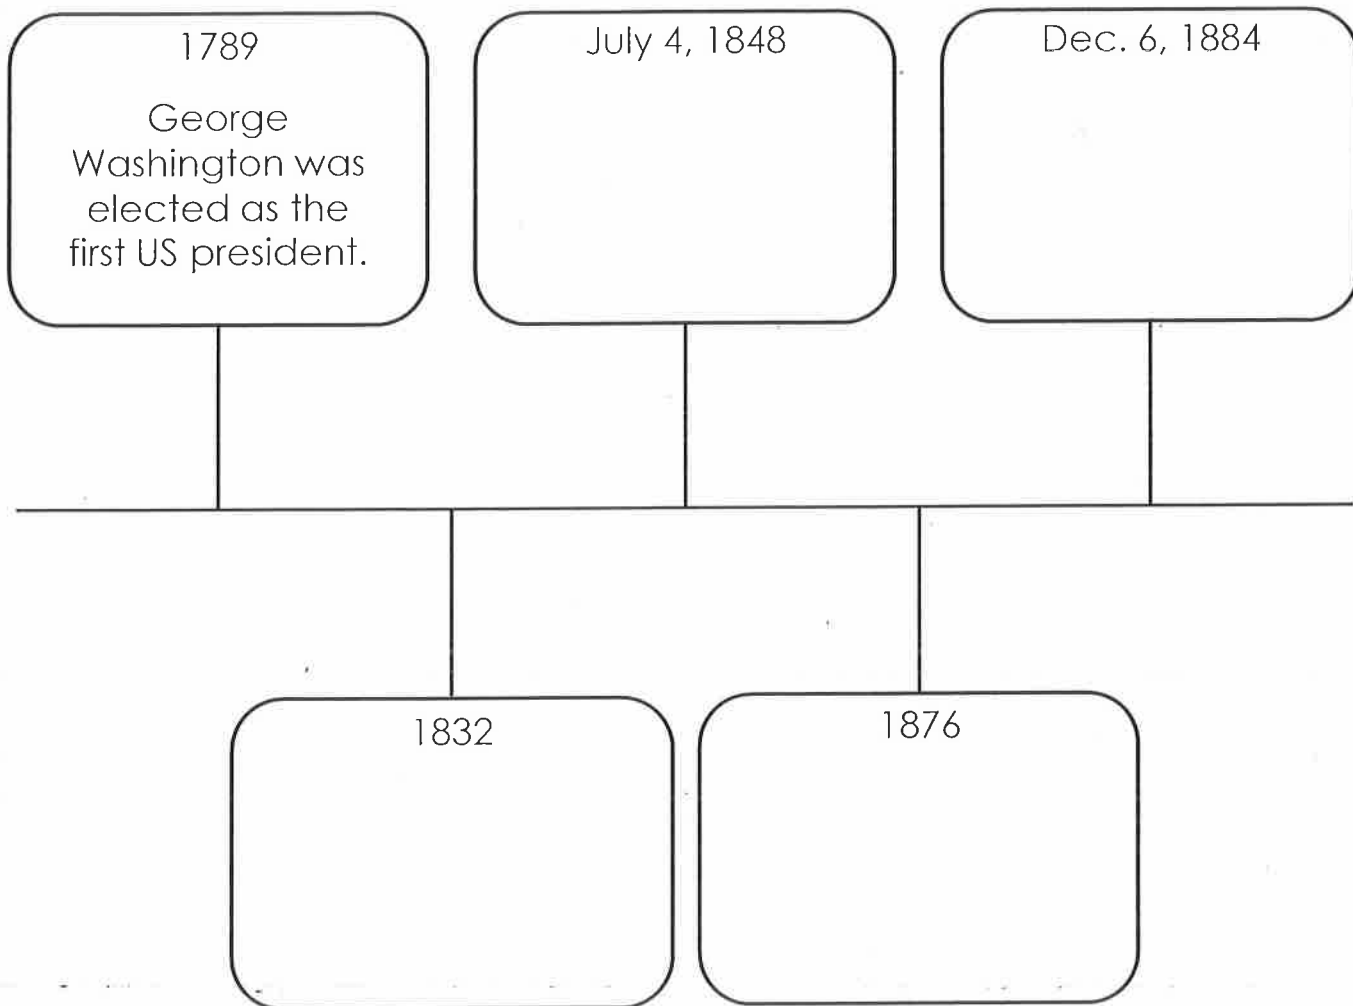 1789
George
Washington was
elected as the
first US president.
July 4, 1848
Dec. 6, 1884
1832
1876